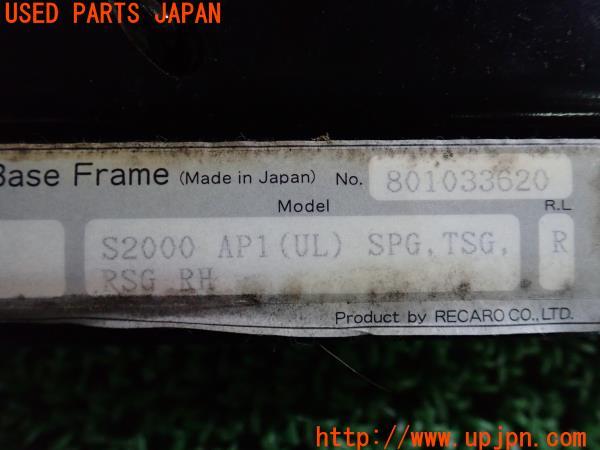 USED PARTS JAPAN
Base Frame (Made in Japan) No. 801033620
Model R.L
S2000 AP1(UL) SPG,TSG, R
RSG RH
Product by RECARO CO.,LTD.
UPJ
http://www.upjpn.com/